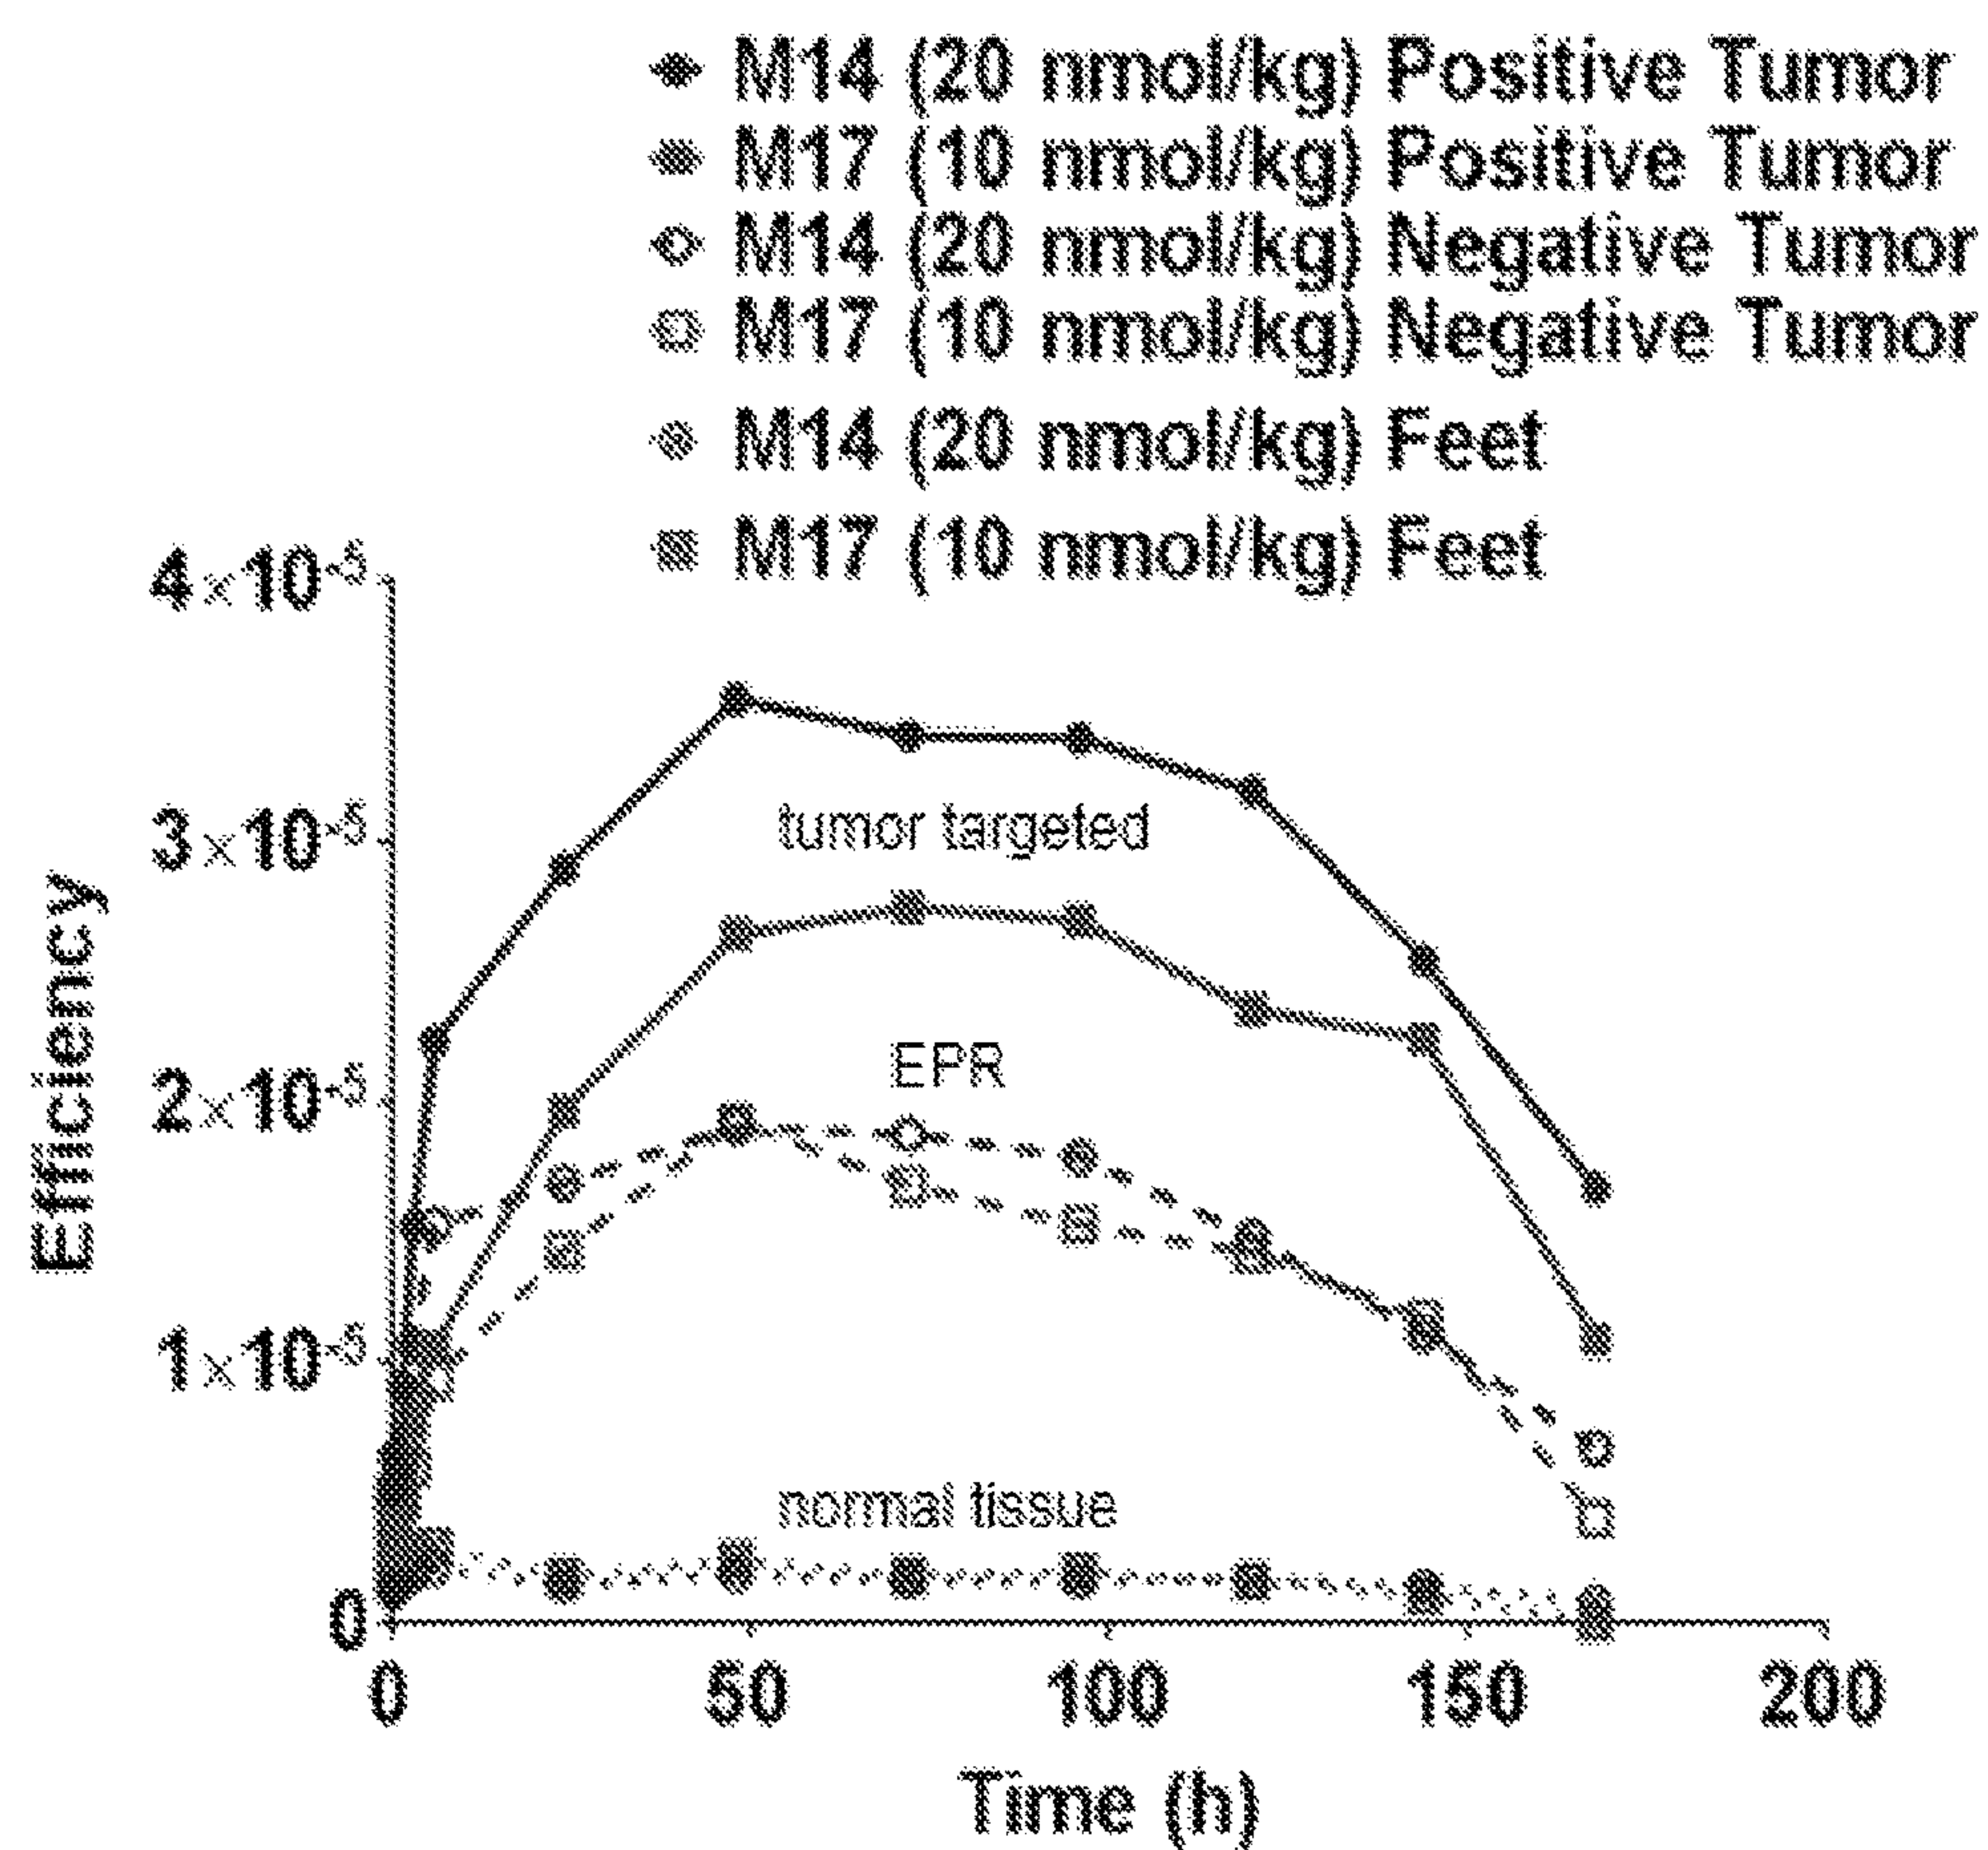 M14 (20 nmol/kg) Positive Tumor
M17 (10 nmol/kg) Positive Tumor
M14 (20 nmol/kg) Negative Tumor
M17 (10 nmol/kg) Negative Tumor
M14 (20 nmol/kg) Feet
M17 (10 nmol/kg) Feet
4×10-5
3×10-5
2×10-5
1×10-5
0
Efficiency
tumor targeted
EPR
normal tissue
0 50 100 150 200
Time (h)